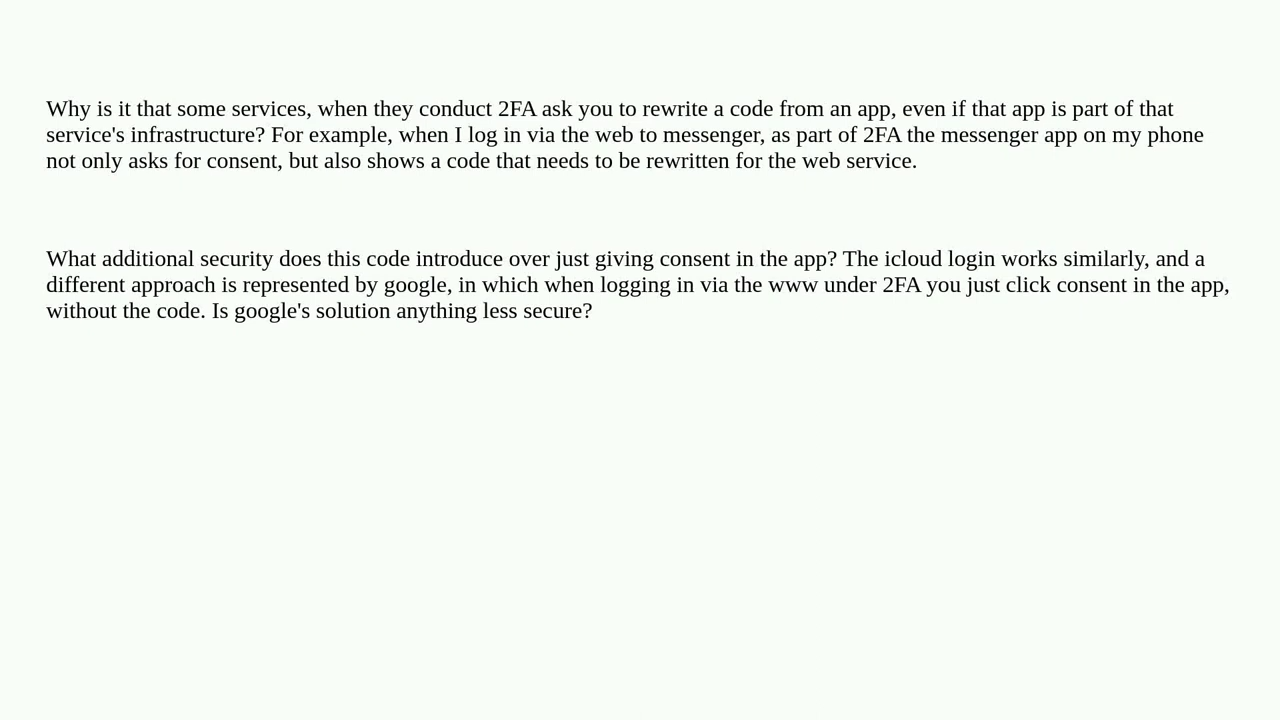 Why is it that some services, when they conduct 2FA ask you to rewrite a code from an app, even if that app is part of that
service's infrastructure? For example, when I log in via the web to messenger, as part of 2FA the messenger app on my phone
not only asks for consent, but also shows a code that needs to be rewritten for the web service.
What additional security does this code introduce over just giving consent in the app? The icloud login works similarly, and a
different approach is represented by google, in which when logging in via the www under 2FA you just click consent in the app,
without the code. Is google's solution anything less secure?